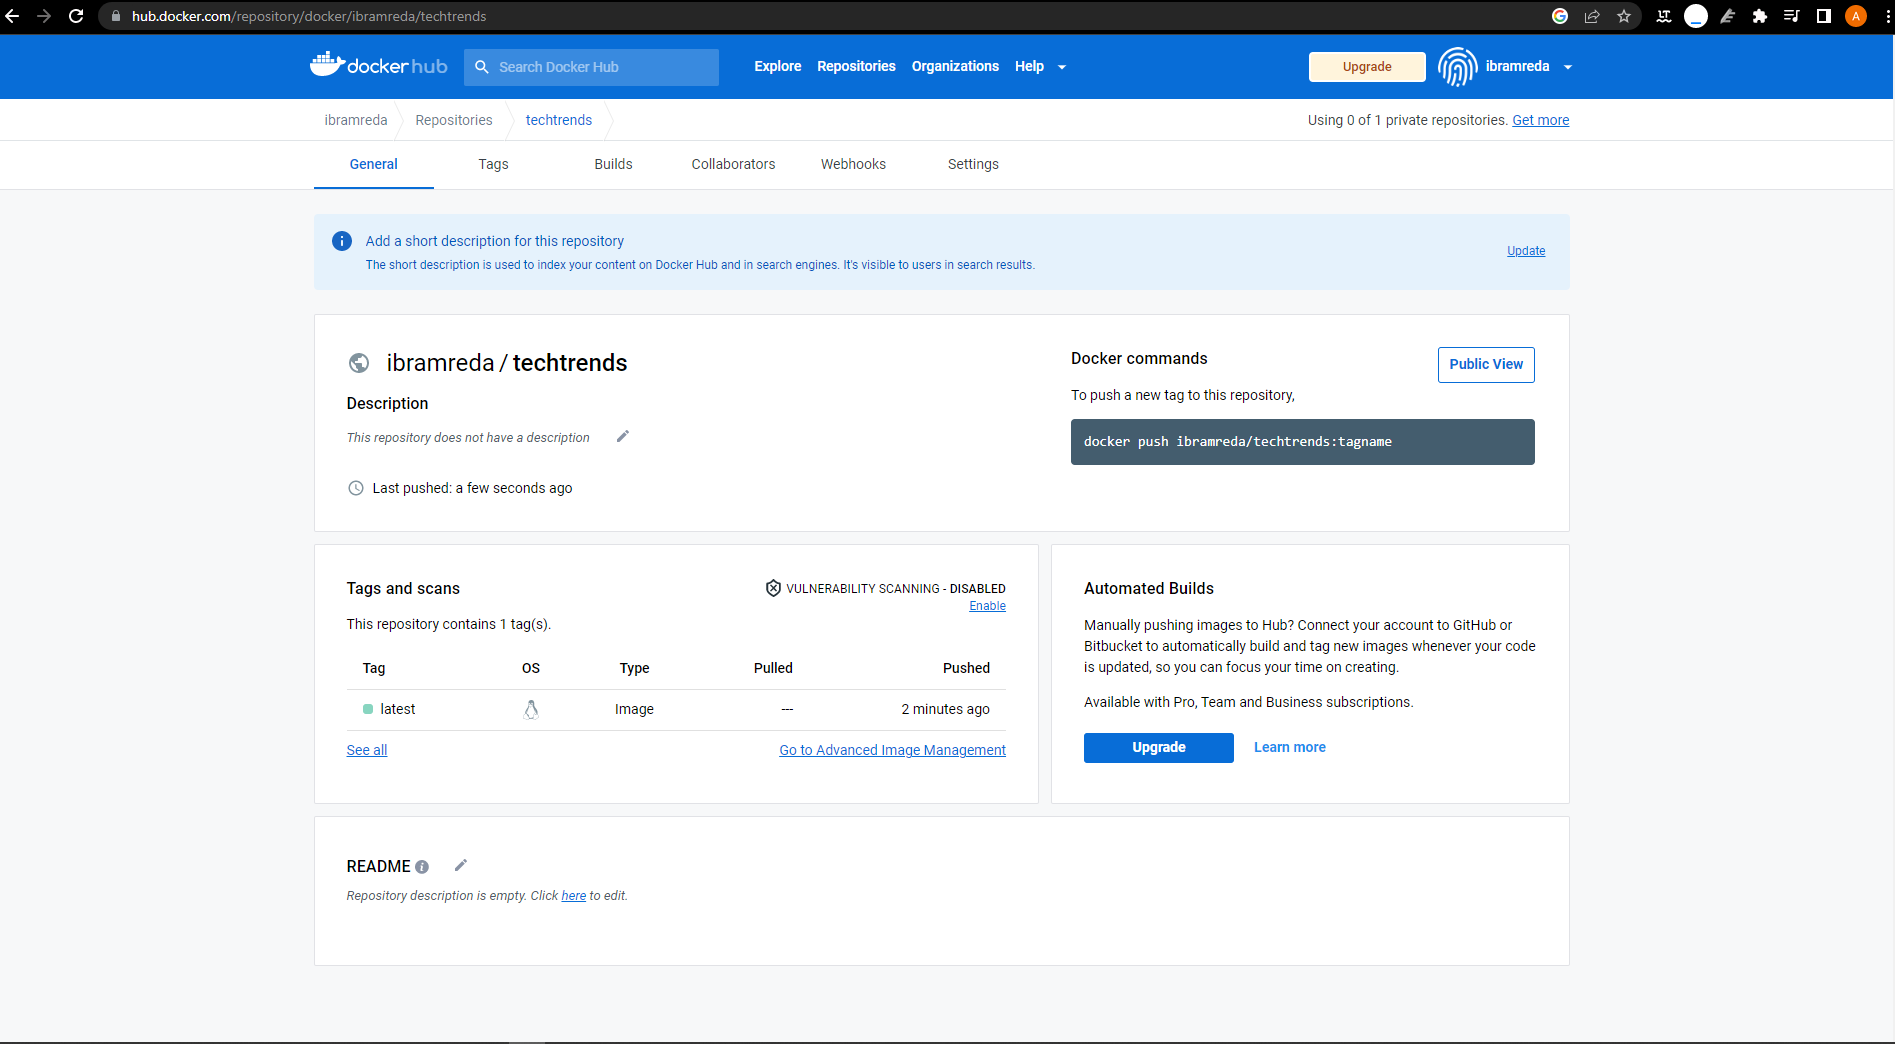 hub.docker.com/repository/docker/ibramreda/techtrends
A
docker hub
Search Docker Hub
Explore Repositories Organizations Help
Upgrade
ibramreda
ibramreda Repositories techtrends
Using 0 of 1 private repositories. Get more
General Tags Builds Collaborators Webhooks Settings
Add a short description for this repository
The short description is used to index your content on Docker Hub and in search engines. It's visible to users in search results.
Update
ibramreda / techtrends
Description
This repository does not have a description
Last pushed: a few seconds ago
Docker commands
Public View
To push a new tag to this repository,
docker push ibramreda/techtrends:tagname
Tags and scans
VULNERABILITY SCANNING - DISABLED
Enable
This repository contains 1 tag(s).
Tag OS Type Pulled Pushed
latest Image --- 2 minutes ago
See all Go to Advanced Image Management
Automated Builds
Manually pushing images to Hub? Connect your account to GitHub or
Bitbucket to automatically build and tag new images whenever your code
is updated, so you can focus your time on creating.
Available with Pro, Team and Business subscriptions.
Upgrade Learn more
README
Repository description is empty. Click here to edit.